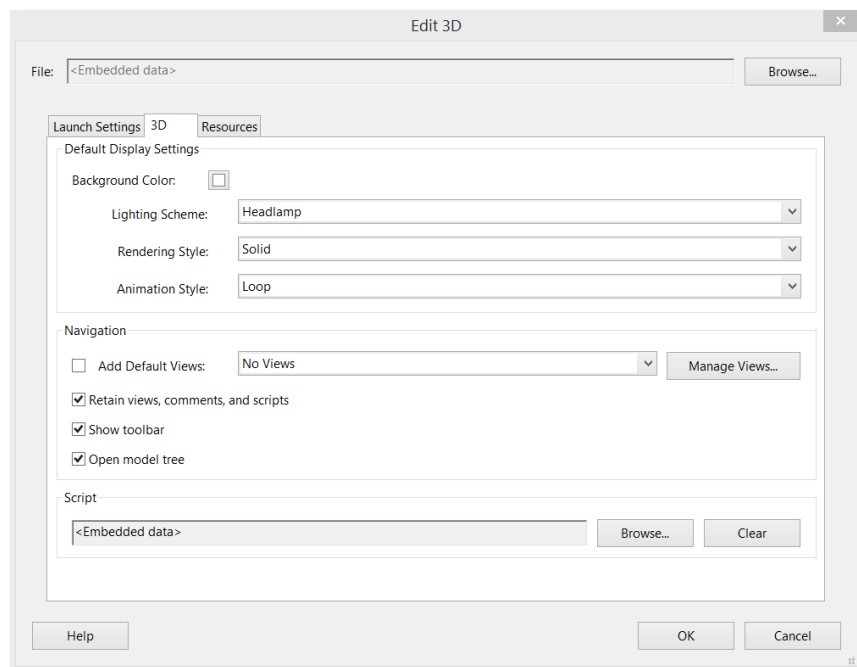 Edit 3D
File: <Embedded data> Browse...
Launch Settings 3D Resources
Default Display Settings
Background Color:
Lighting Scheme: Headlamp
Rendering Style: Solid
Animation Style: Loop
Navigation
Add Default Views: No Views Manage Views...
Retain views, comments, and scripts
Show toolbar
Open model tree
Script
<Embedded data> Browse... Clear
Help OK Cancel